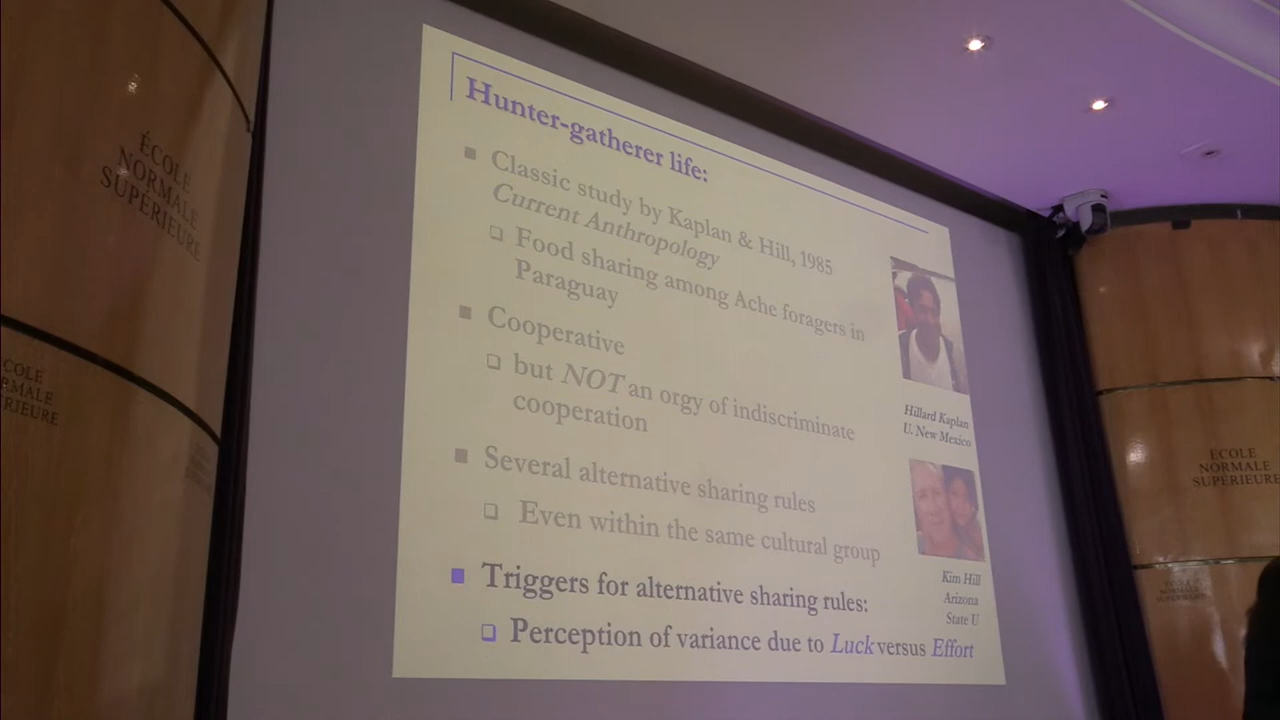 ÉCOLE
NORMALE
SUPÉRIEURE
COLE
RMALE
RIEURE
Hunter-gatherer life:
Classic study by Kaplan & Hill, 1985
Current Anthropology
Food sharing among Ache foragers in
Paraguay
Cooperative
but NOT an orgy of indiscriminate
cooperation
Several alternative sharing rules
Even within the same cultural group
Triggers for alternative sharing rules:
Perception of variance due to Luck versus Effort
Hillard Kaplan
U. New Mexico
Kim Hill
Arizona
State U
ÉCOLE
NORMALE
SUPÉRIEURE